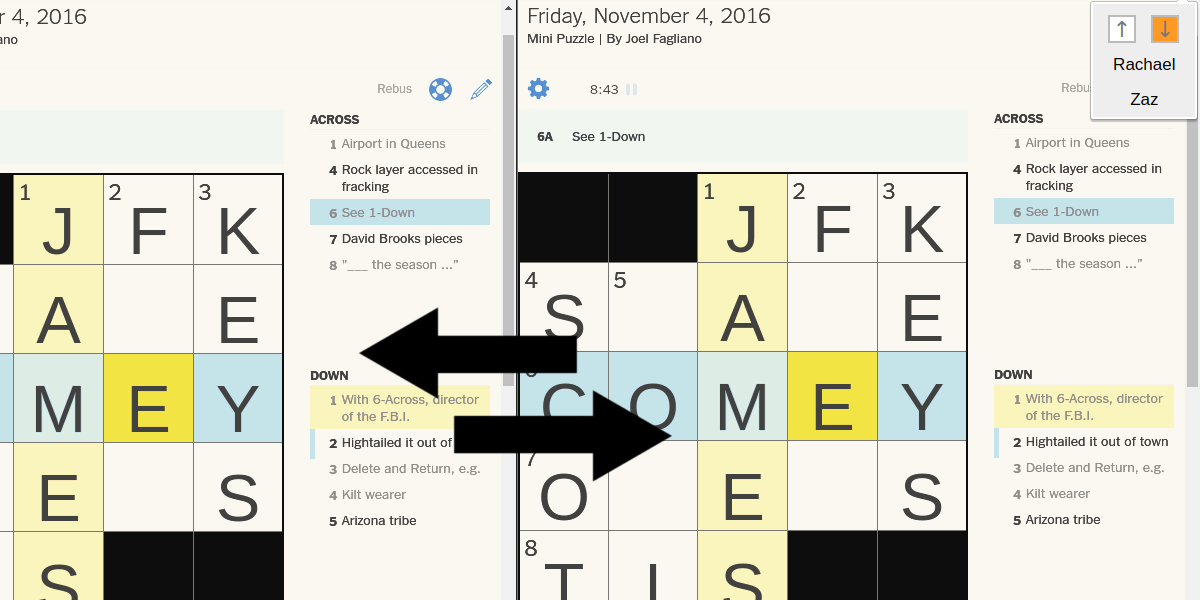 r 4, 2016
ano
Rebus
ACROSS
1 Airport in Queens
4 Rock layer accessed in
fracking
6 See 1-Down
7 David Brooks pieces
8 "___ the season ..."
DOWN
1 With 6-Across, director
of the F.B.I.
2 Hightailed it out of
3 Delete and Return, e.g.
4 Kilt wearer
5 Arizona tribe
1 J 2 F 3 K
A E
M E Y
E S
S
Friday, November 4, 2016
Mini Puzzle | By Joel Fagliano
8:43
Rebu
6A See 1-Down
1 J 2 F 3 K
4 S 5 A E
C O M E Y
7 O E S
8 T I S
ACROSS
1 Airport in Queens
4 Rock layer accessed in
fracking
6 See 1-Down
7 David Brooks pieces
8 "___ the season ..."
DOWN
1 With 6-Across, director
of the F.B.I.
2 Hightailed it out of town
3 Delete and Return, e.g.
4 Kilt wearer
5 Arizona tribe
↑ ↓
Rachael
Zaz